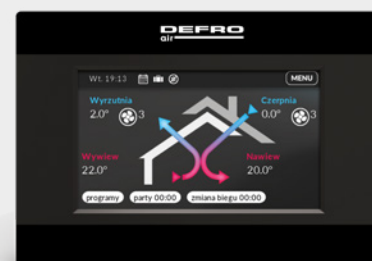 DEFRO
air
Wt. 19:13 MENU
Wyrzutnia Czerpnia
2.0° 3 0.0° 3
Wywiew Nawiew
22.0° 20.0°
programy party 00:00 zmiana biegu 00:00